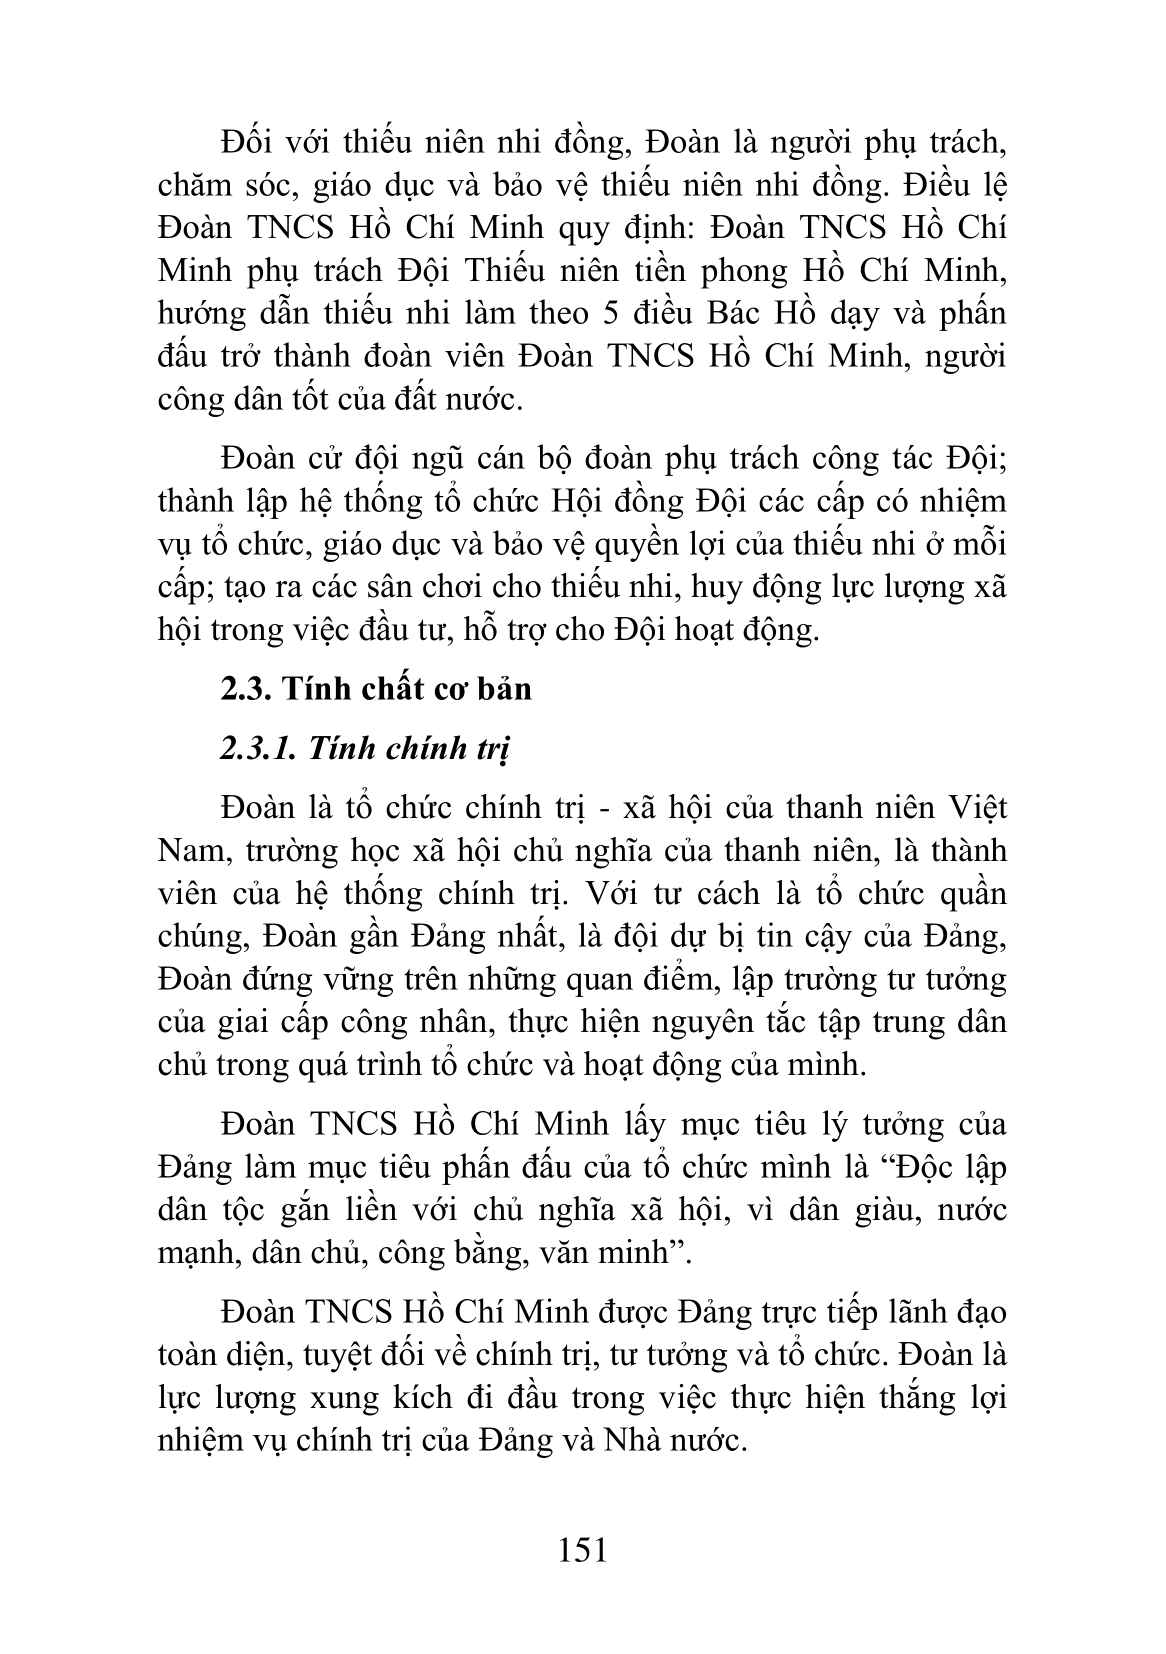 Đối với thiếu niên nhi đồng, Đoàn là người phụ trách,
chăm sóc, giáo dục và bảo vệ thiếu niên nhi đồng. Điều lệ
Đoàn TNCS Hồ Chí Minh quy định: Đoàn TNCS Hồ Chí
Minh phụ trách Đội Thiếu niên tiền phong Hồ Chí Minh,
hướng dẫn thiếu nhi làm theo 5 điều Bác Hồ dạy và phấn
đấu trở thành đoàn viên Đoàn TNCS Hồ Chí Minh, người
công dân tốt của đất nước.
Đoàn cử đội ngũ cán bộ đoàn phụ trách công tác Đội;
thành lập hệ thống tổ chức Hội đồng Đội các cấp có nhiệm
vụ tổ chức, giáo dục và bảo vệ quyền lợi của thiếu nhi ở mỗi
cấp; tạo ra các sân chơi cho thiếu nhi, huy động lực lượng xã
hội trong việc đầu tư, hỗ trợ cho Đội hoạt động.
2.3. Tính chất cơ bản
2.3.1. Tính chính trị
Đoàn là tổ chức chính trị - xã hội của thanh niên Việt
Nam, trường học xã hội chủ nghĩa của thanh niên, là thành
viên của hệ thống chính trị. Với tư cách là tổ chức quần
chúng, Đoàn gần Đảng nhất, là đội dự bị tin cậy của Đảng,
Đoàn đứng vững trên những quan điểm, lập trường tư tưởng
của giai cấp công nhân, thực hiện nguyên tắc tập trung dân
chủ trong quá trình tổ chức và hoạt động của mình.
Đoàn TNCS Hồ Chí Minh lấy mục tiêu lý tưởng của
Đảng làm mục tiêu phấn đấu của tổ chức mình là “Độc lập
dân tộc gắn liền với chủ nghĩa xã hội, vì dân giàu, nước
mạnh, dân chủ, công bằng, văn minh”.
Đoàn TNCS Hồ Chí Minh được Đảng trực tiếp lãnh đạo
toàn diện, tuyệt đối về chính trị, tư tưởng và tổ chức. Đoàn là
lực lượng xung kích đi đầu trong việc thực hiện thắng lợi
nhiệm vụ chính trị của Đảng và Nhà nước.
151